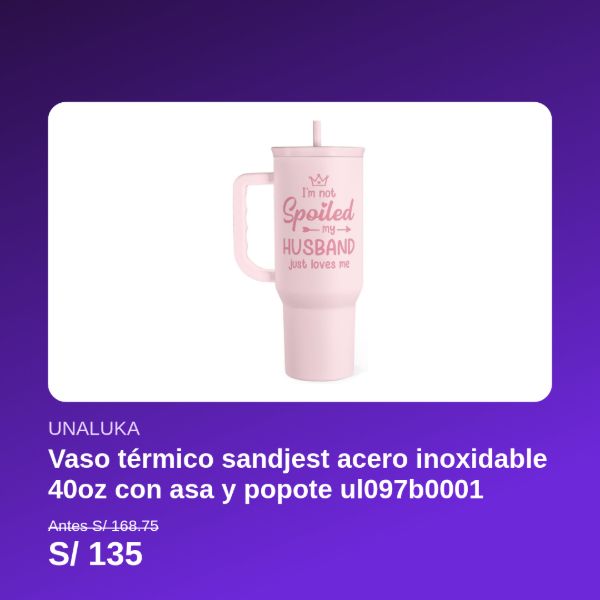 I'm not
Spoiled
my
HUSBAND
just loves me
UNALUKA
Vaso térmico sandjest acero inoxidable
40oz con asa y popote ul097b0001
Antes S/ 168.75
S/ 135